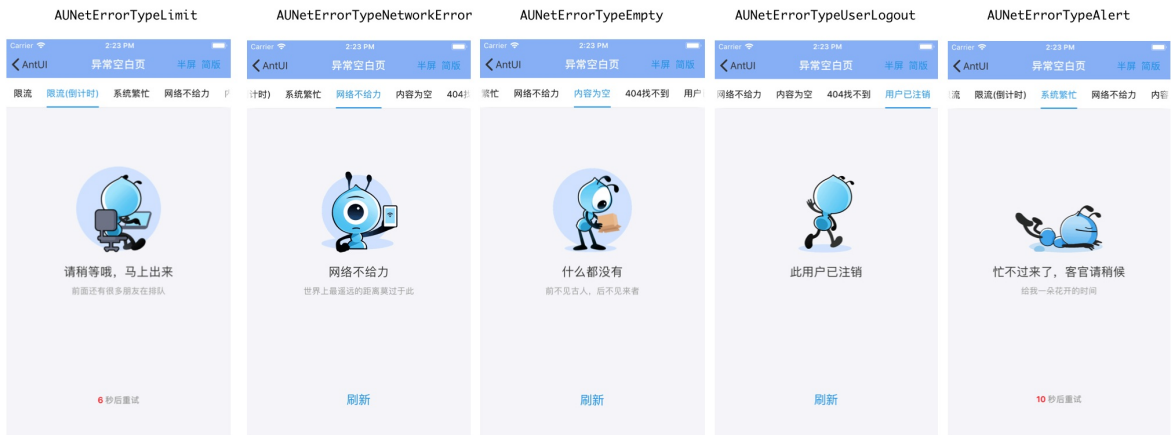 AUNetErrorTypeLimit
Carrier 2:23 PM
AntUI 异常空白页 半屏 简版
限流 限流(倒计时) 系统繁忙 网络不给力
请稍等哦，马上出来
前面还有很多朋友在排队
6 秒后重试
AUNetErrorTypeNetworkError
Carrier 2:23 PM
AntUI 异常空白页 半屏 简版
计时) 系统繁忙 网络不给力 内容为空 404找
网络不给力
世界上最遥远的距离莫过于此
刷新
AUNetErrorTypeEmpty
Carrier 2:23 PM
AntUI 异常空白页 半屏 简版
繁忙 网络不给力 内容为空 404找不到 用户
什么都没有
前不见古人，后不见来者
刷新
AUNetErrorTypeUserLogout
Carrier 2:23 PM
AntUI 异常空白页 半屏 简版
网络不给力 内容为空 404找不到 用户已注销
此用户已注销
刷新
AUNetErrorTypeAlert
Carrier 2:23 PM
AntUI 异常空白页 半屏 简版
流 限流(倒计时) 系统繁忙 网络不给力 内容
忙不过来了，客官请稍候
给我一朵花开的时间
10 秒后重试